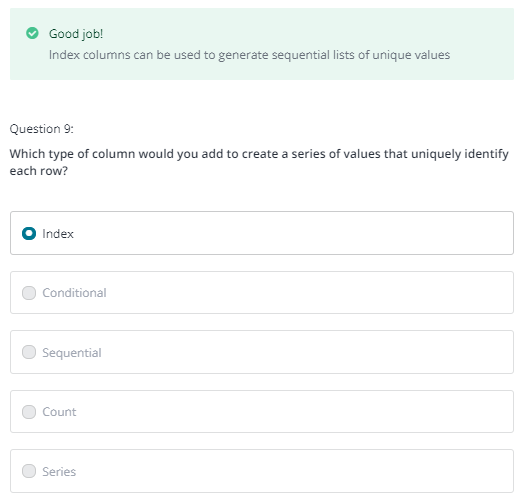 Good job!
Index columns can be used to generate sequential lists of unique values
Question 9:
Which type of column would you add to create a series of values that uniquely identify
each row?
Index
Conditional
Sequential
Count
Series